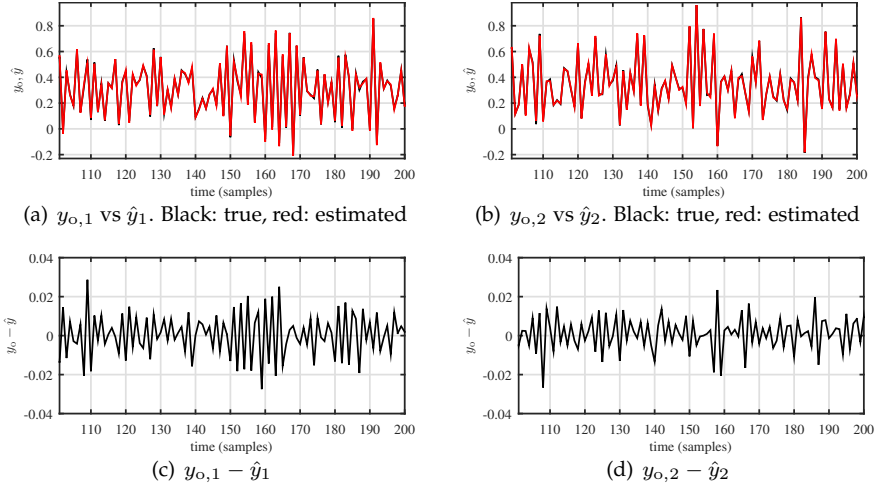 0.8
0.6
0.4
0.2
0
-0.2
yₒ, ŷ
110 120 130 140 150 160 170 180 190 200
time (samples)
(a) yₒ,₁ vs ŷ₁. Black: true, red: estimated
0.8
0.6
0.4
0.2
0
-0.2
yₒ, ŷ
110 120 130 140 150 160 170 180 190 200
time (samples)
(b) yₒ,₂ vs ŷ₂. Black: true, red: estimated
0.04
0.02
0
-0.02
-0.04
yₒ − ŷ
110 120 130 140 150 160 170 180 190 200
time (samples)
(c) yₒ,₁ − ŷ₁
0.04
0.02
0
-0.02
-0.04
yₒ − ŷ
110 120 130 140 150 160 170 180 190 200
time (samples)
(d) yₒ,₂ − ŷ₂